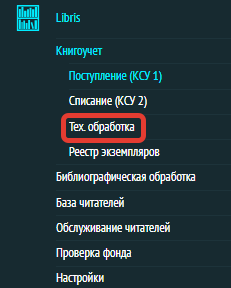 Libris
Книгоучет
Поступление (КСУ 1)
Списание (КСУ 2)
Тех. обработка
Реестр экземпляров
Библиографическая обработка
База читателей
Обслуживание читателей
Проверка фонда
Настройки